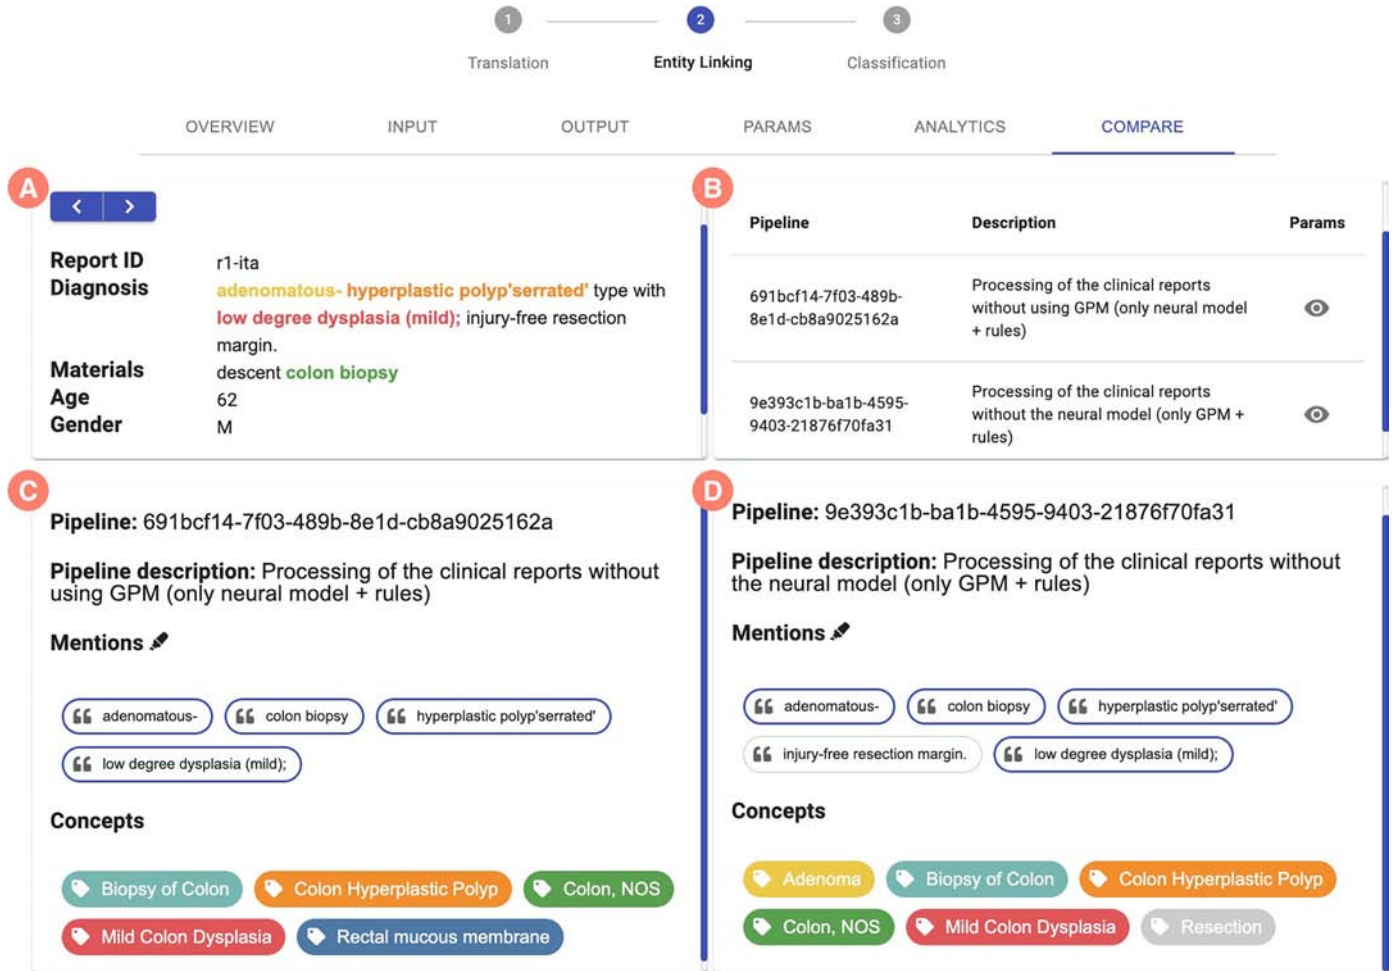 1 2 3
Translation Entity Linking Classification
OVERVIEW INPUT OUTPUT PARAMS ANALYTICS COMPARE
A
Report ID r1-ita
Diagnosis adenomatous- hyperplastic polyp'serrated' type with
low degree dysplasia (mild); injury-free resection
margin.
Materials descent colon biopsy
Age 62
Gender M
B
Pipeline Description Params
691bcf14-7f03-489b-
8e1d-cb8a9025162a
Processing of the clinical reports
without using GPM (only neural model
+ rules)
9e393c1b-ba1b-4595-
9403-21876f70fa31
Processing of the clinical reports
without the neural model (only GPM +
rules)
C
Pipeline: 691bcf14-7f03-489b-8e1d-cb8a9025162a
Pipeline description: Processing of the clinical reports without
using GPM (only neural model + rules)
Mentions
adenomatous- colon biopsy hyperplastic polyp'serrated'
low degree dysplasia (mild);
Concepts
Biopsy of Colon Colon Hyperplastic Polyp Colon, NOS
Mild Colon Dysplasia Rectal mucous membrane
D
Pipeline: 9e393c1b-ba1b-4595-9403-21876f70fa31
Pipeline description: Processing of the clinical reports without
the neural model (only GPM + rules)
Mentions
adenomatous- colon biopsy hyperplastic polyp'serrated'
injury-free resection margin. low degree dysplasia (mild);
Concepts
Adenoma Biopsy of Colon Colon Hyperplastic Polyp
Colon, NOS Mild Colon Dysplasia Resection